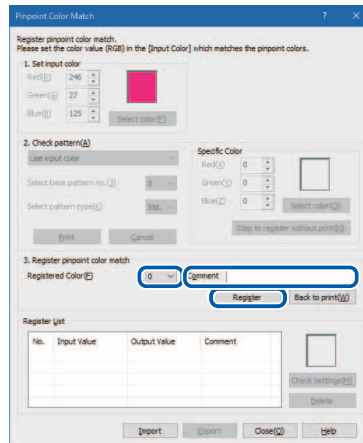 Pinpoint Color Match ? ×
Register pinpoint color match.
Please set the color value (RGB) in the [Input Color] which matches the pinpoint colors.
1. Set input color
Red(R) 246
Green(G) 27
Blue(B) 125 Select color(F)
2. Check pattern(A)
Use input color
Select base pattern no.(J) 0
Select pattern type(K) Std.
Print Cancel
Specific Color
Red(X) 0
Green(Y) 0
Blue(Z) 0 Select color(O)
Step to register without print(N)
3. Register pinpoint color match
Registered Color(E) 0 Comment
Register Back to print(W)
Register List
No. Input Value Output Value Comment
Check Settings(M)
Delete
Import Export Close(Q) Help